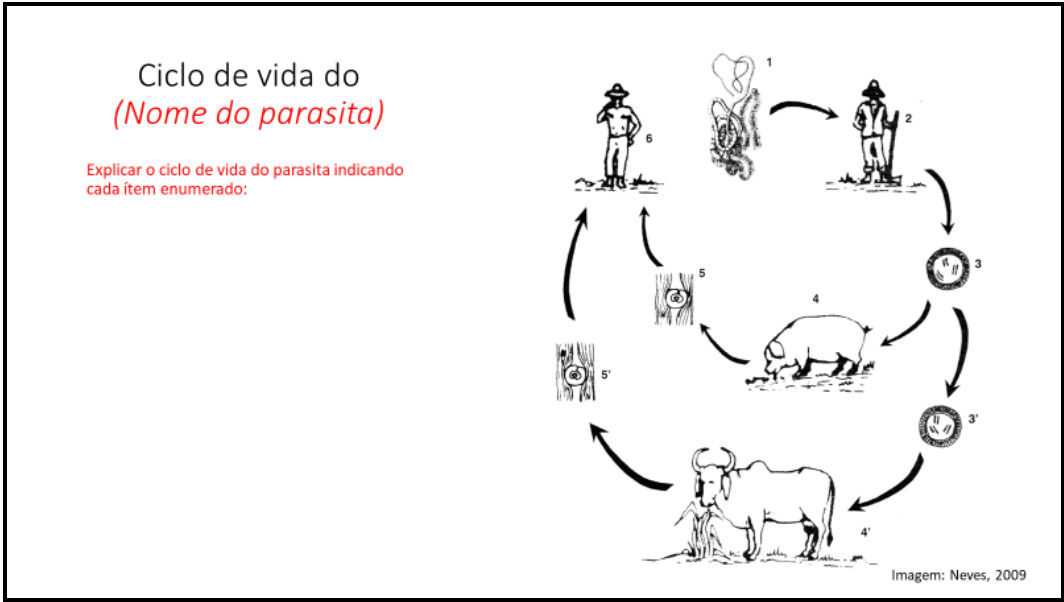 Ciclo de vida do
(Nome do parasita)
Explicar o ciclo de vida do parasita indicando
cada ítem enumerado:
1
2
6
3
5
4
5'
3'
4'
Imagem: Neves, 2009